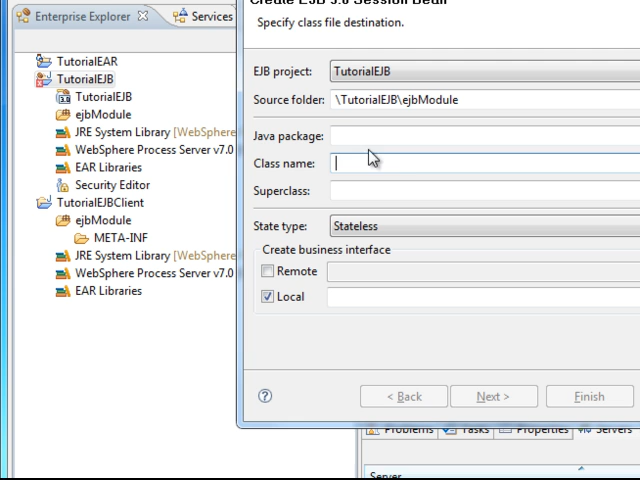 Create EJB 3.0 Session Bean
Enterprise Explorer
Services
Specify class file destination.
TutorialEAR
TutorialEJB
TutorialEJB
ejbModule
JRE System Library [WebSphere
WebSphere Process Server v7.0
EAR Libraries
Security Editor
TutorialEJBClient
ejbModule
META-INF
JRE System Library [WebSphere
WebSphere Process Server v7.0
EAR Libraries
EJB project:
TutorialEJB
Source folder:
\TutorialEJB\ejbModule
Java package:
Class name:
Superclass:
State type:
Stateless
Create business interface
Remote
Local
< Back
Next >
Finish
Problems
Tasks
Properties
Servers
Server